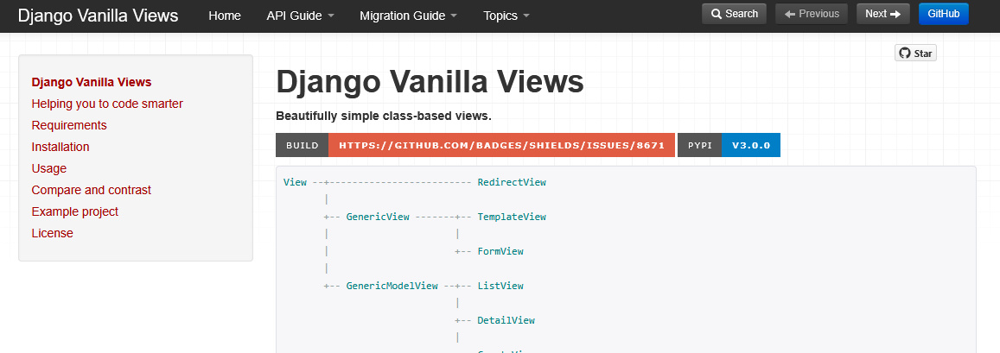 Django Vanilla Views Home API Guide Migration Guide Topics Search Previous Next GitHub
Star
Django Vanilla Views
Helping you to code smarter
Requirements
Installation
Usage
Compare and contrast
Example project
License
Django Vanilla Views
Beautifully simple class-based views.
BUILD HTTPS://GITHUB.COM/BADGES/SHIELDS/ISSUES/8671 PYPI V3.0.0
View --+------------------------- RedirectView
       |
       +-- GenericView -------+-- TemplateView
       |                      |
       |                      +-- FormView
       |
       +-- GenericModelView --+-- ListView
                              |
                              +-- DetailView
                              |